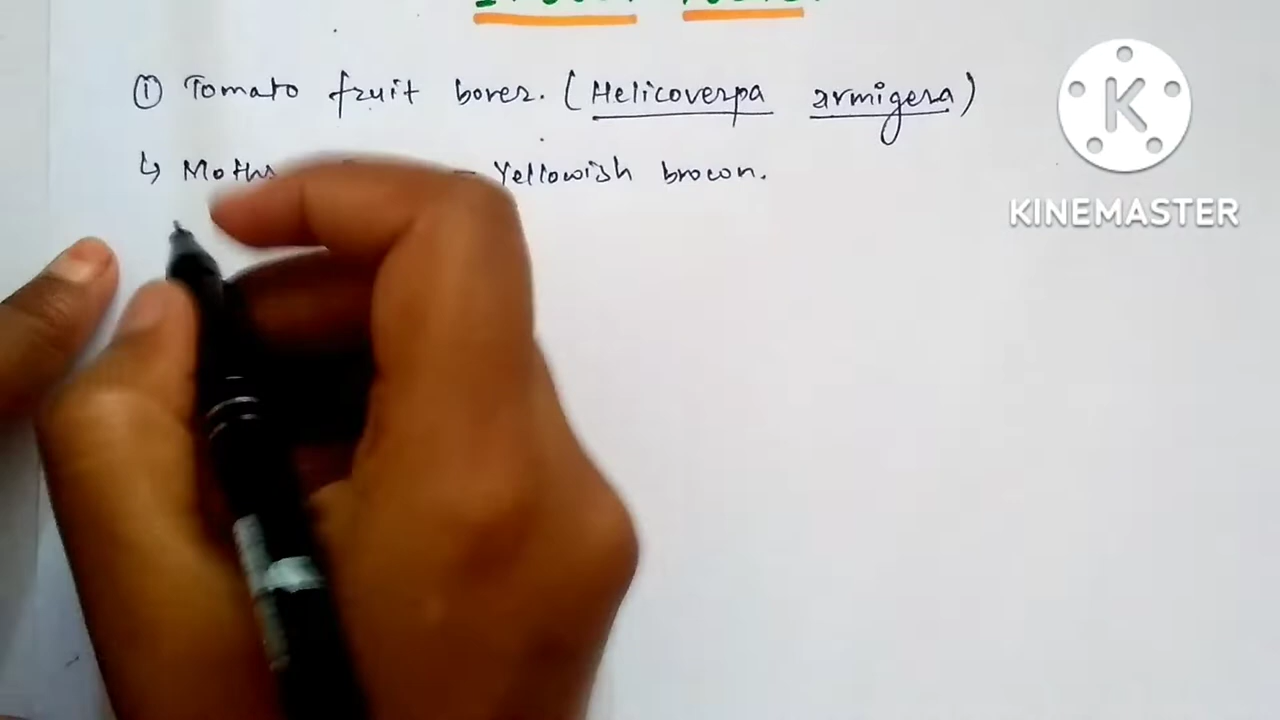 ① Tomato fruit borer. (Helicoverpa armigera)
↳ Moths — Yellowish brown.
KINEMASTER